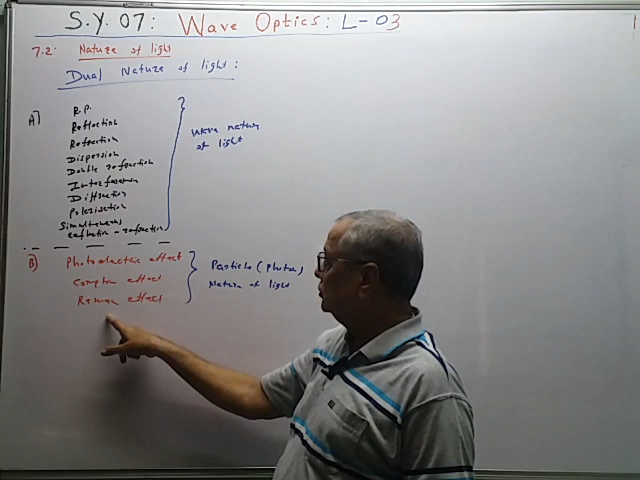 S.Y. 07: Wave Optics: L-03
7.2: Nature of light
Dual Nature of light:
A]
R.P.
Reflection
Refraction
Dispersion
Double refraction
Interference
Diffraction
Polarisation
Simultaneous
Reflection - refraction
Wave nature
of light
B)
Photoelectric effect
Compton effect
Raman effect
Particle (Photon)
Nature of light